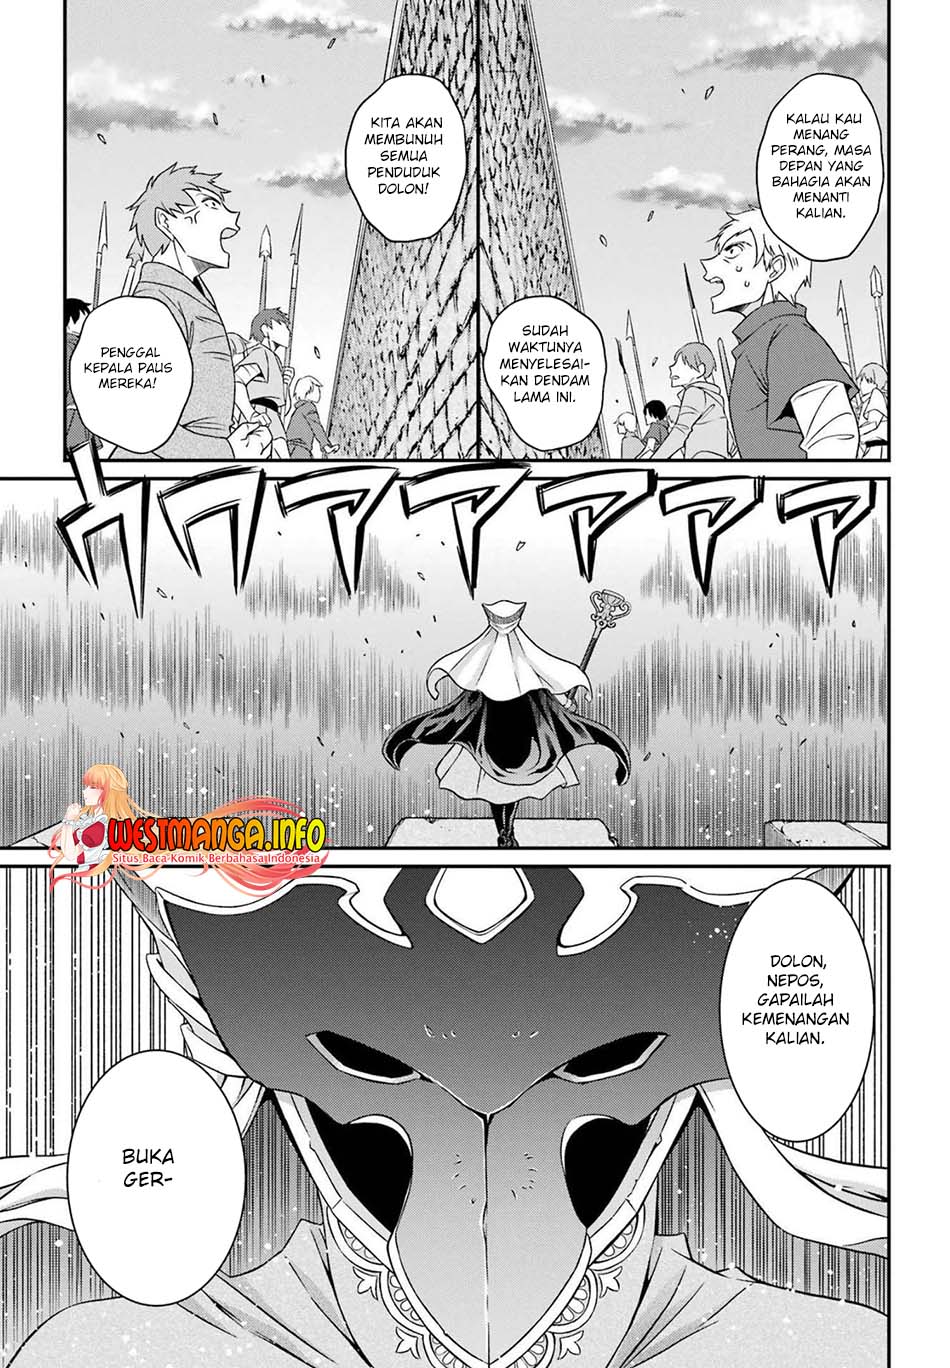 KALAU KAU
MENANG
PERANG, MASA
DEPAN YANG
BAHAGIA AKAN
MENANTI
KALIAN.
SUDAH
WAKTUNYA
MENYELESAI-
KAN DENDAM
LAMA INI.
KITA AKAN
MEMBUNUH
SEMUA
PENDUDUK
DOLON!
PENGGAL
KEPALA PAUS
MEREKA!
ウワアアアアア
WESTMANGA.INFO
Situs Baca Komik Berbahasa Indonesia
DOLON,
NEPOS,
GAPAILAH
KEMENANGAN
KALIAN.
BUKA
GER-